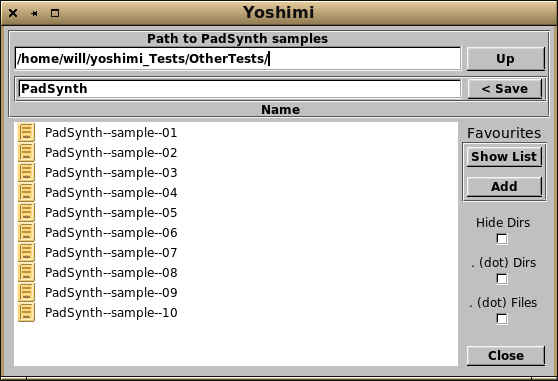 Yoshimi
Path to PadSynth samples
/home/will/yoshimi_Tests/OtherTests/
Up
PadSynth
< Save
Name
PadSynth--sample--01
PadSynth--sample--02
PadSynth--sample--03
PadSynth--sample--04
PadSynth--sample--05
PadSynth--sample--06
PadSynth--sample--07
PadSynth--sample--08
PadSynth--sample--09
PadSynth--sample--10
Favourites
Show List
Add
Hide Dirs
. (dot) Dirs
. (dot) Files
Close